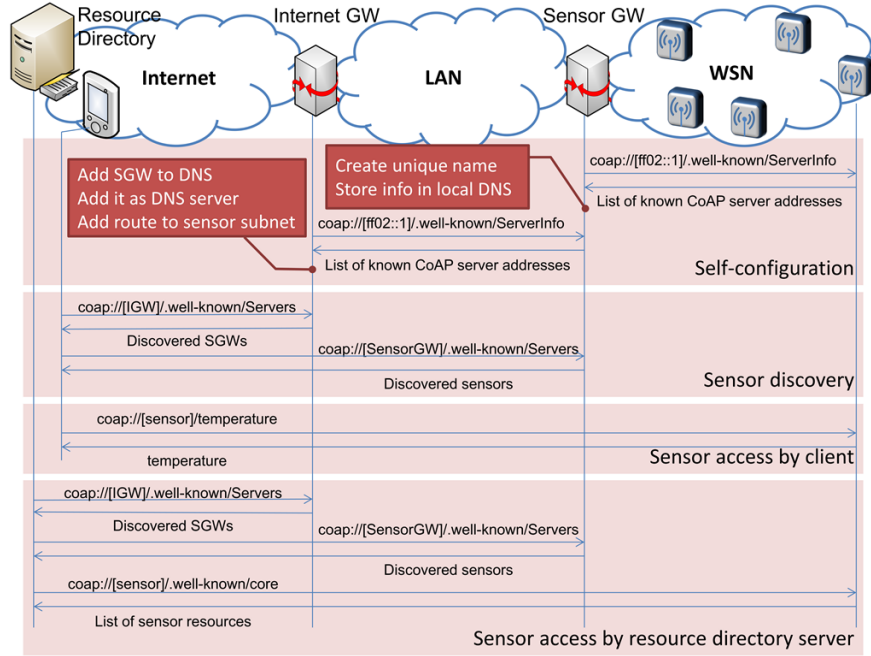 Resource
Directory
Internet GW
Sensor GW
Internet
LAN
WSN
Add SGW to DNS
Add it as DNS server
Add route to sensor subnet
Create unique name
Store info in local DNS
coap://[ff02::1]/.well-known/ServerInfo
List of known CoAP server addresses
coap://[ff02::1]/.well-known/ServerInfo
List of known CoAP server addresses
Self-configuration
coap://[IGW]/.well-known/Servers
Discovered SGWs
coap://[SensorGW]/.well-known/Servers
Discovered sensors
Sensor discovery
coap://[sensor]/temperature
temperature
Sensor access by client
coap://[IGW]/.well-known/Servers
Discovered SGWs
coap://[SensorGW]/.well-known/Servers
Discovered sensors
coap://[sensor]/.well-known/core
List of sensor resources
Sensor access by resource directory server